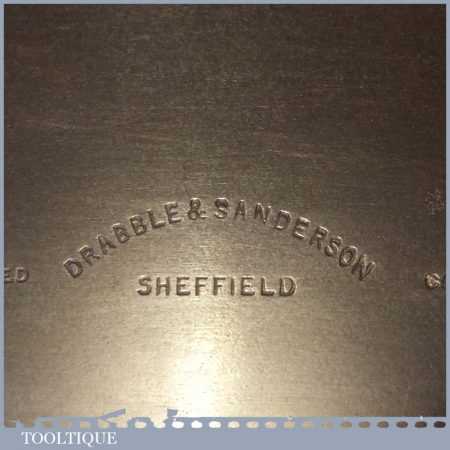 DRABBLE & SANDERSON
SHEFFIELD
TOOLTIQUE